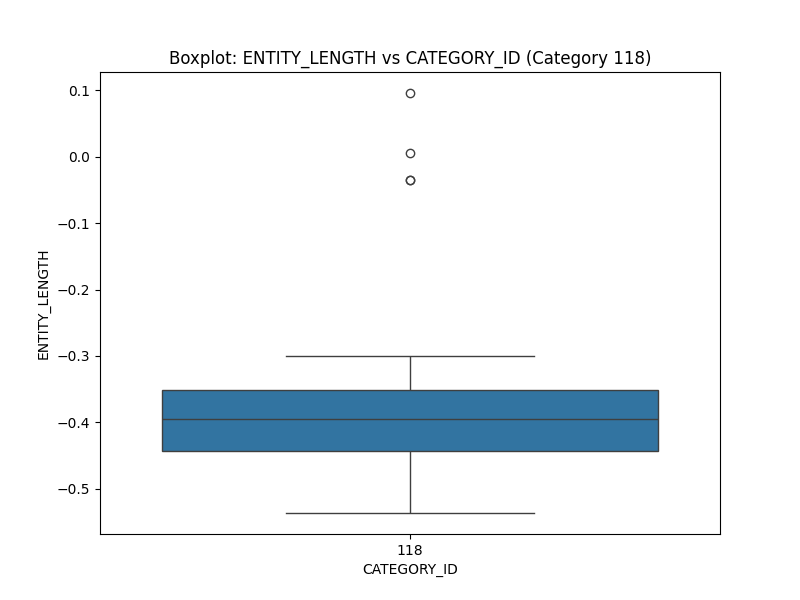 Boxplot: ENTITY_LENGTH vs CATEGORY_ID (Category 118)
0.1
0.0
−0.1
−0.2
−0.3
−0.4
−0.5
ENTITY_LENGTH
118
CATEGORY_ID